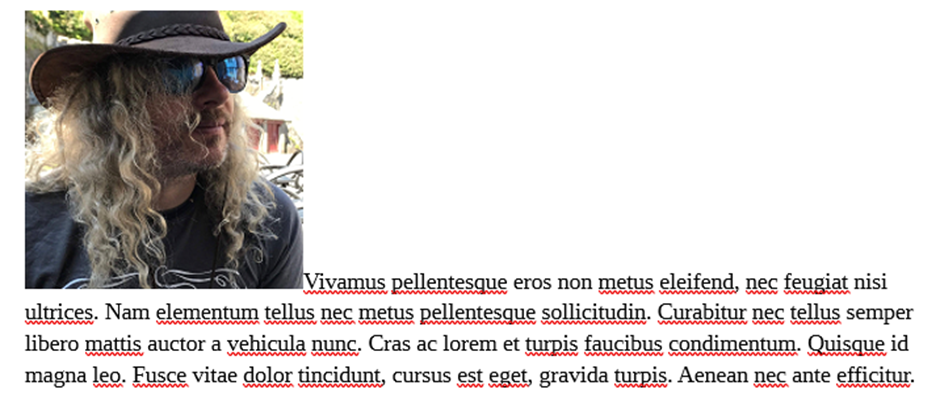 Vivamus pellentesque eros non metus eleifend, nec feugiat nisi
ultrices. Nam elementum tellus nec metus pellentesque sollicitudin. Curabitur nec tellus semper
libero mattis auctor a vehicula nunc. Cras ac lorem et turpis faucibus condimentum. Quisque id
magna leo. Fusce vitae dolor tincidunt, cursus est eget, gravida turpis. Aenean nec ante efficitur.